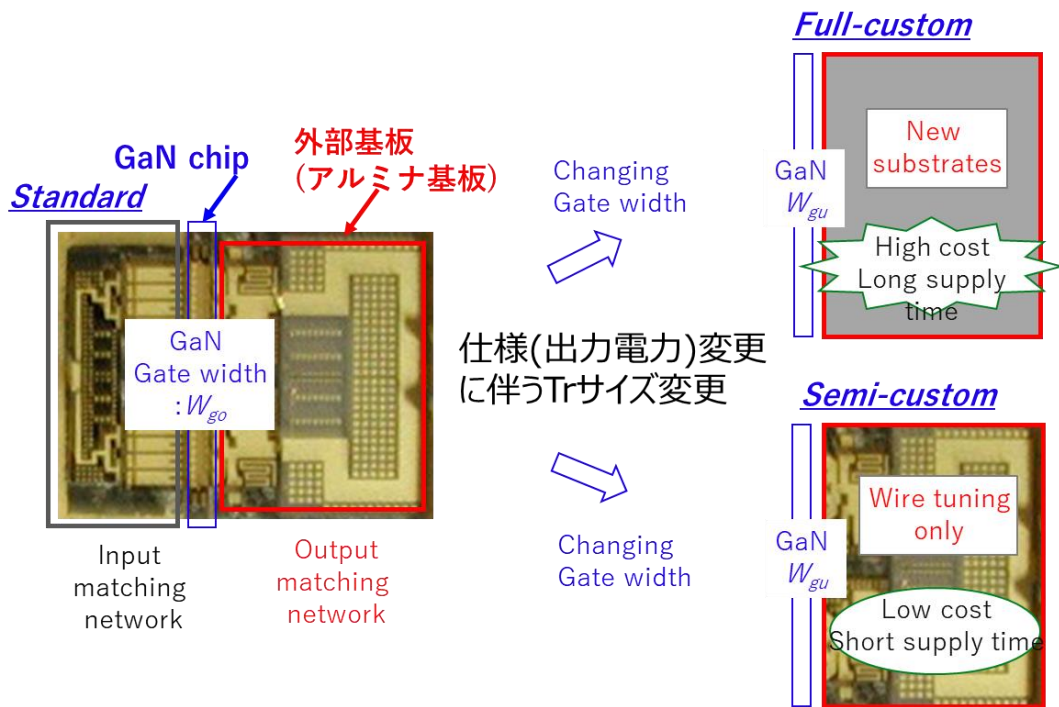 Standard
GaN chip
外部基板
(アルミナ基板)
GaN
Gate width
:Wgo
Input
matching
network
Output
matching
network
仕様(出力電力)変更
に伴うTrサイズ変更
Changing
Gate width
Full-custom
GaN
Wgu
New
substrates
High cost
Long supply
time
Changing
Gate width
Semi-custom
GaN
Wgu
Wire tuning
only
Low cost
Short supply time